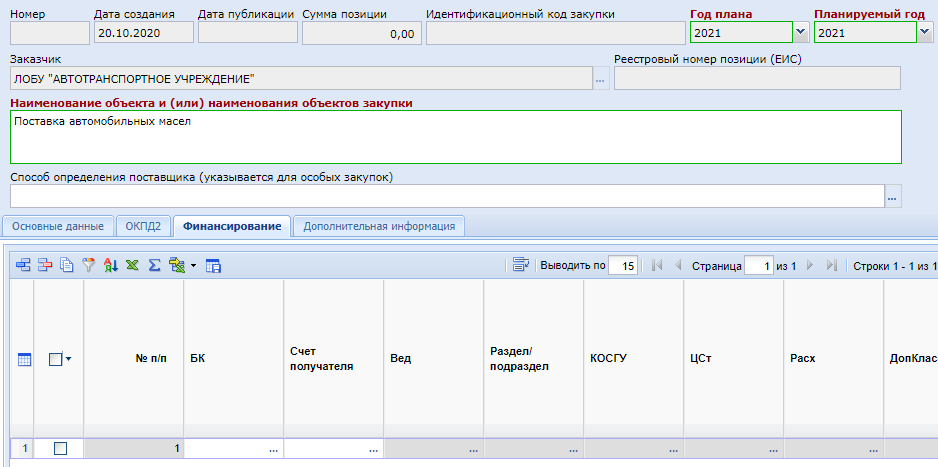 Номер Дата создания Дата публикации Сумма позиции Идентификационный код закупки Год плана Планируемый год
20.10.2020 0,00 2021 2021
Заказчик Реестровый номер позиции (ЕИС)
ЛОБУ "АВТОТРАНСПОРТНОЕ УЧРЕЖДЕНИЕ" ...
Наименование объекта и (или) наименования объектов закупки
Поставка автомобильных масел
Способ определения поставщика (указывается для особых закупок)
...
Основные данные ОКПД2 Финансирование Дополнительная информация
Выводить по 15 Страница 1 из 1 Строки 1 - 1 из 1
№ п/п БК Счет получателя Вед Раздел/ подраздел КОСГУ ЦСт Расх ДопКлас
1 1 ... ... ... ... ... ... ...